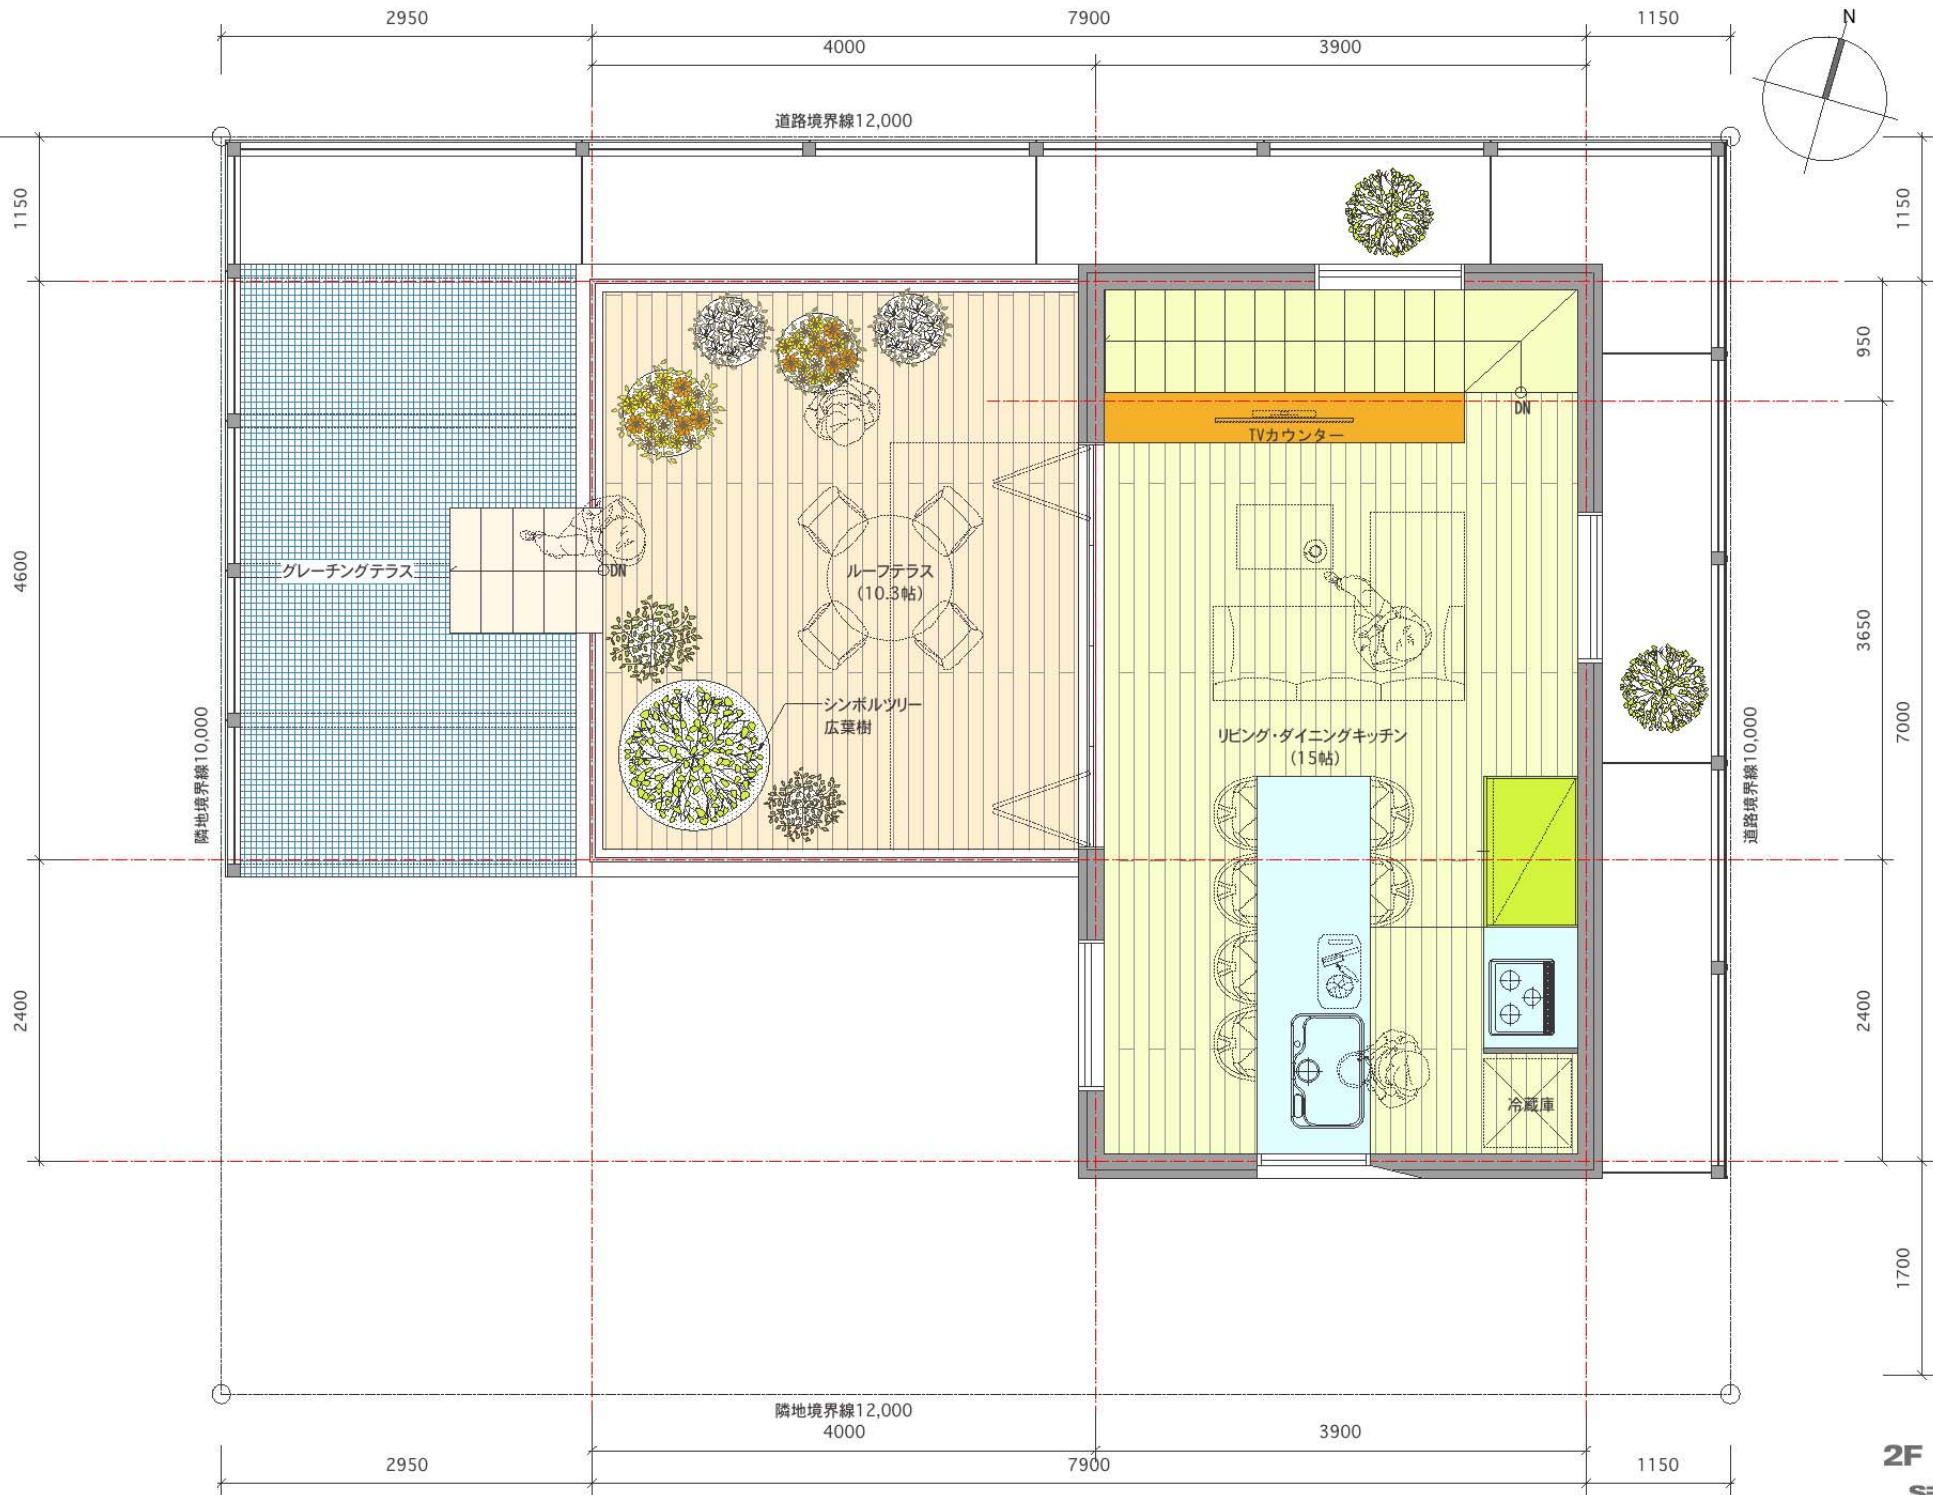 2950
7900
1150
4000
3900
N
道路境界線12,000
1150
4600
2400
1150
950
3650
7000
2400
1700
DN
TVカウンター
グレーチングテラス
DN
ルーフテラス
(10.3帖)
シンボルツリー
広葉樹
リビング・ダイニングキッチン
(15帖)
隣地境界線10,000
道路境界線10,000
冷蔵庫
隣地境界線12,000
4000
3900
2950
7900
1150
2F